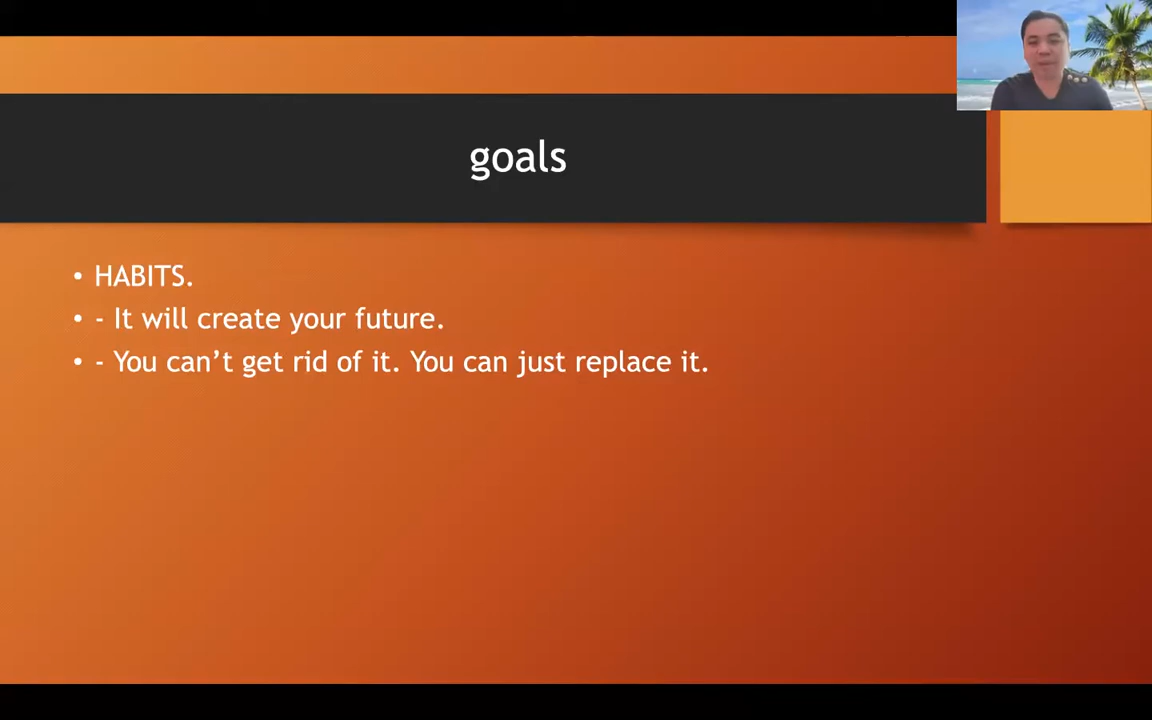 goals
• HABITS.
• - It will create your future.
• - You can’t get rid of it. You can just replace it.